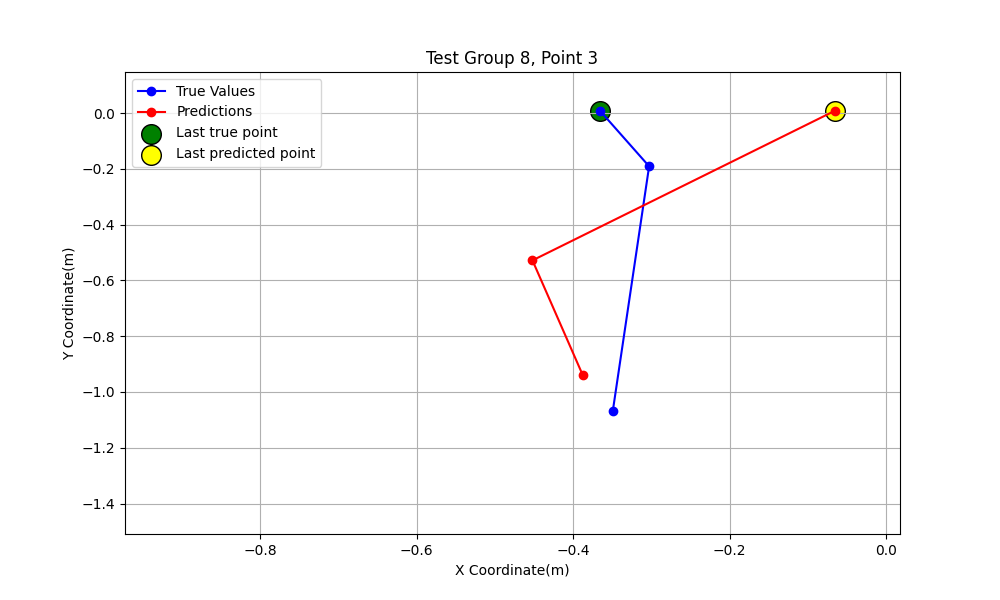 Test Group 8, Point 3
True Values
Predictions
Last true point
Last predicted point
Y Coordinate(m)
0.0
−0.2
−0.4
−0.6
−0.8
−1.0
−1.2
−1.4
−0.8 −0.6 −0.4 −0.2 0.0
X Coordinate(m)